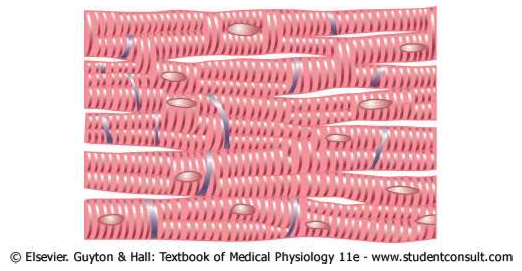 © Elsevier. Guyton & Hall: Textbook of Medical Physiology 11e - www.studentconsult.com